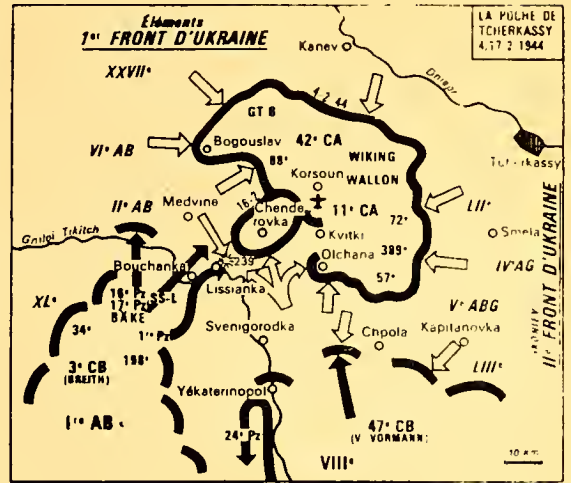 Éléments
1er FRONT D'UKRAINE
LA POCHE DE
TCHERKASSY
4.17 2 1944
Kanev
Dniepr
XXVIIe
4 2 44
GT B
VIe AB
Bogouslav
42e CA
88e
WIKING
WALLON
Tcherkassy
Korsoun
16-2
Medvine
11e CA
LIIe
72e
IIe AB
Chende
rovka
Kvitki
Smela
Gniloi Tikitch
389e
Olchana
IVe AG
57e
Bouchanka
239
Lissianka
XLe
16e Pz
SS-L
17e Pz
BÄKE
Ve ABG
1re Pz
34e
Svenigorodka
Chpola
Kapitanovka
IIe FRONT D'UKRAINE
(KONIEV)
198e
3e CB
(BREITH)
LIIIe
Yékaterinopol
Ire AB
47e CB
(V. VORMANN)
24e Pz
VIIIe
10 km